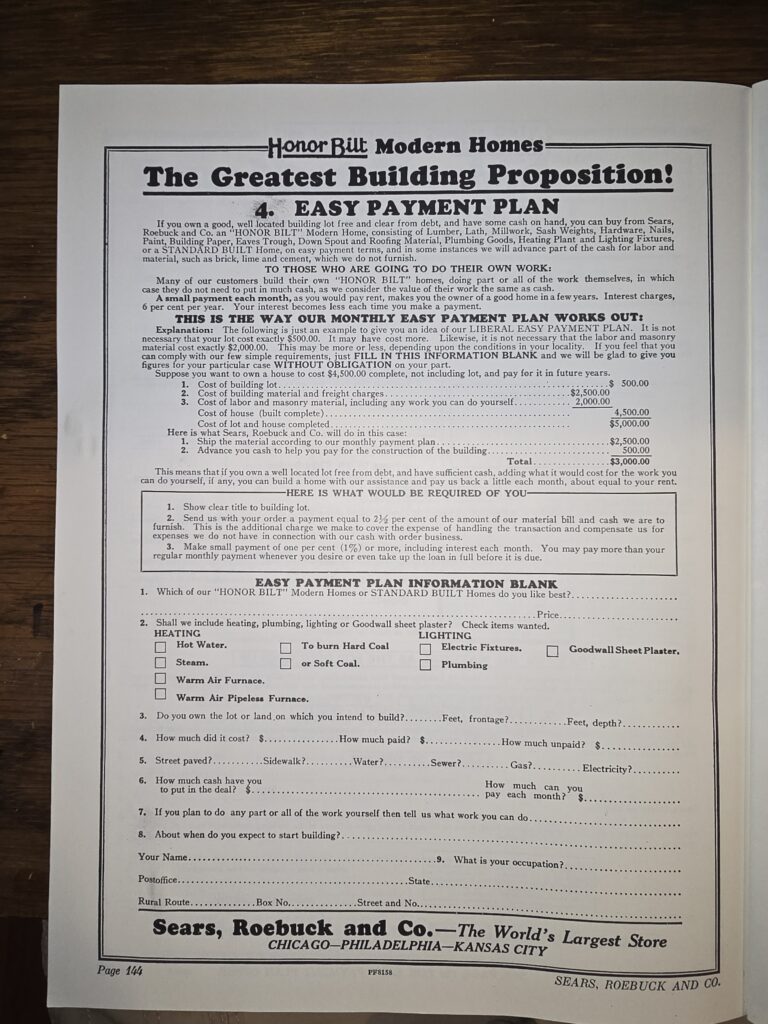 Honor Bilt Modern Homes
The Greatest Building Proposition!
4. EASY PAYMENT PLAN
If you own a good, well located building lot free and clear from debt, and have some cash on hand, you can buy from Sears,
Roebuck and Co. an "HONOR BILT" Modern Home, consisting of Lumber, Lath, Millwork, Sash Weights, Hardware, Nails,
Paint, Building Paper, Eaves Trough, Down Spout and Roofing Material, Plumbing Goods, Heating Plant and Lighting Fixtures,
or a STANDARD BUILT Home, on easy payment terms, and in some instances we will advance part of the cash for labor and
material, such as brick, lime and cement, which we do not furnish.
TO THOSE WHO ARE GOING TO DO THEIR OWN WORK:
Many of our customers build their own "HONOR BILT" homes, doing part or all of the work themselves, in which
case they do not need to put in much cash, as we consider the value of their work the same as cash.
A small payment each month, as you would pay rent, makes you the owner of a good home in a few years. Interest charges,
6 per cent per year. Your interest becomes less each time you make a payment.
THIS IS THE WAY OUR MONTHLY EASY PAYMENT PLAN WORKS OUT:
Explanation: The following is just an example to give you an idea of our LIBERAL EASY PAYMENT PLAN. It is not
necessary that your lot cost exactly $500.00. It may have cost more. Likewise, it is not necessary that the labor and masonry
material cost exactly $2,000.00. This may be more or less, depending upon the conditions in your locality. If you feel that you
can comply with our few simple requirements, just FILL IN THIS INFORMATION BLANK and we will be glad to give you
figures for your particular case WITHOUT OBLIGATION on your part.
Suppose you want to own a house to cost $4,500.00 complete, not including lot, and pay for it in future years.
1. Cost of building lot........................................$ 500.00
2. Cost of building material and freight charges........................................$2,500.00
3. Cost of labor and masonry material, including any work you can do yourself............ 2,000.00
Cost of house (built complete)........................................ 4,500.00
Cost of lot and house completed........................................ $5,000.00
Here is what Sears, Roebuck and Co. will do in this case:
1. Ship the material according to our monthly payment plan........................................$2,500.00
2. Advance you cash to help you pay for the construction of the building.................... 500.00
Total................$3,000.00
This means that if you own a well located lot free from debt, and have sufficient cash, adding what it would cost for the work you
can do yourself, if any, you can build a home with our assistance and pay us back a little each month, about equal to your rent.
HERE IS WHAT WOULD BE REQUIRED OF YOU
1. Show clear title to building lot.
2. Send us with your order a payment equal to 2½ per cent of the amount of our material bill and cash we are to
furnish. This is the additional charge we make to cover the expense of handling the transaction and compensate us for
expenses we do not have in connection with our cash with order business.
3. Make small payment of one per cent (1%) or more, including interest each month. You may pay more than your
regular monthly payment whenever you desire or even take up the loan in full before it is due.
EASY PAYMENT PLAN INFORMATION BLANK
1. Which of our "HONOR BILT" Modern Homes or STANDARD BUILT Homes do you like best?....................
........................................Price....................
2. Shall we include heating, plumbing, lighting or Goodwall sheet plaster? Check items wanted.
HEATING LIGHTING
Hot Water. To burn Hard Coal Electric Fixtures. Goodwall Sheet Plaster.
Steam. or Soft Coal. Plumbing
Warm Air Furnace.
Warm Air Pipeless Furnace.
3. Do you own the lot or land on which you intend to build?........Feet, frontage?............Feet, depth?............
4. How much did it cost? $................How much paid? $................How much unpaid? $................
5. Street paved?..........Sidewalk?..........Water?..........Sewer?..........Gas?..........Electricity?..........
6. How much cash have you to put in the deal? $........................................ How much can you pay each month? $....................
7. If you plan to do any part or all of the work yourself then tell us what work you can do..............................
8. About when do you expect to start building?........................................
Your Name........................................9. What is your occupation?....................
Postoffice........................................State........................................
Rural Route..............Box No..............Street and No........................................
Sears, Roebuck and Co.—The World's Largest Store
CHICAGO—PHILADELPHIA—KANSAS CITY
Page 144
PF8158
SEARS, ROEBUCK AND CO.